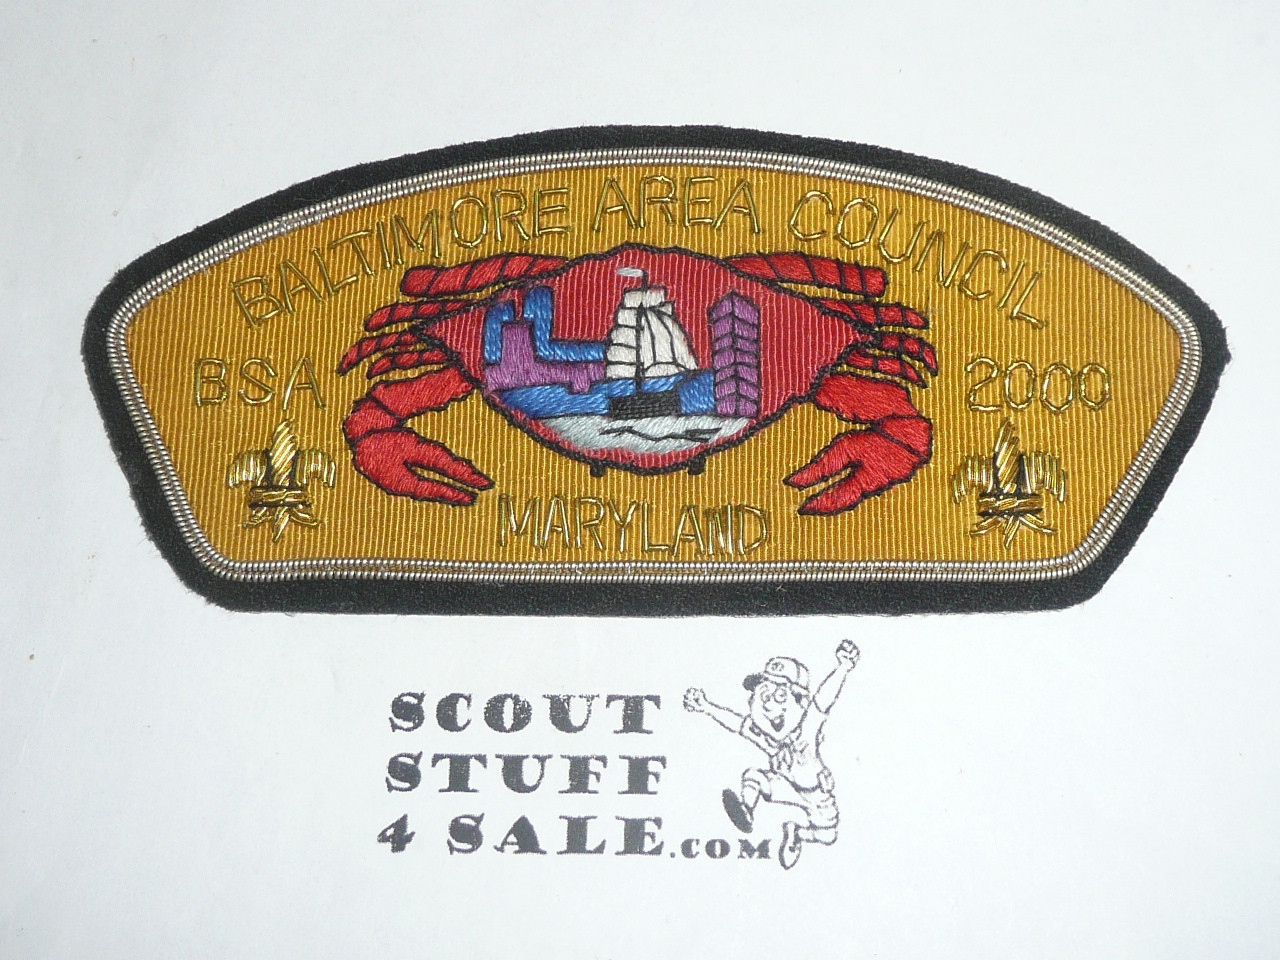 BALTIMORE AREA COUNCIL
BSA
2000
MARYLAND
SCOUT
STUFF
4 SALE.COM